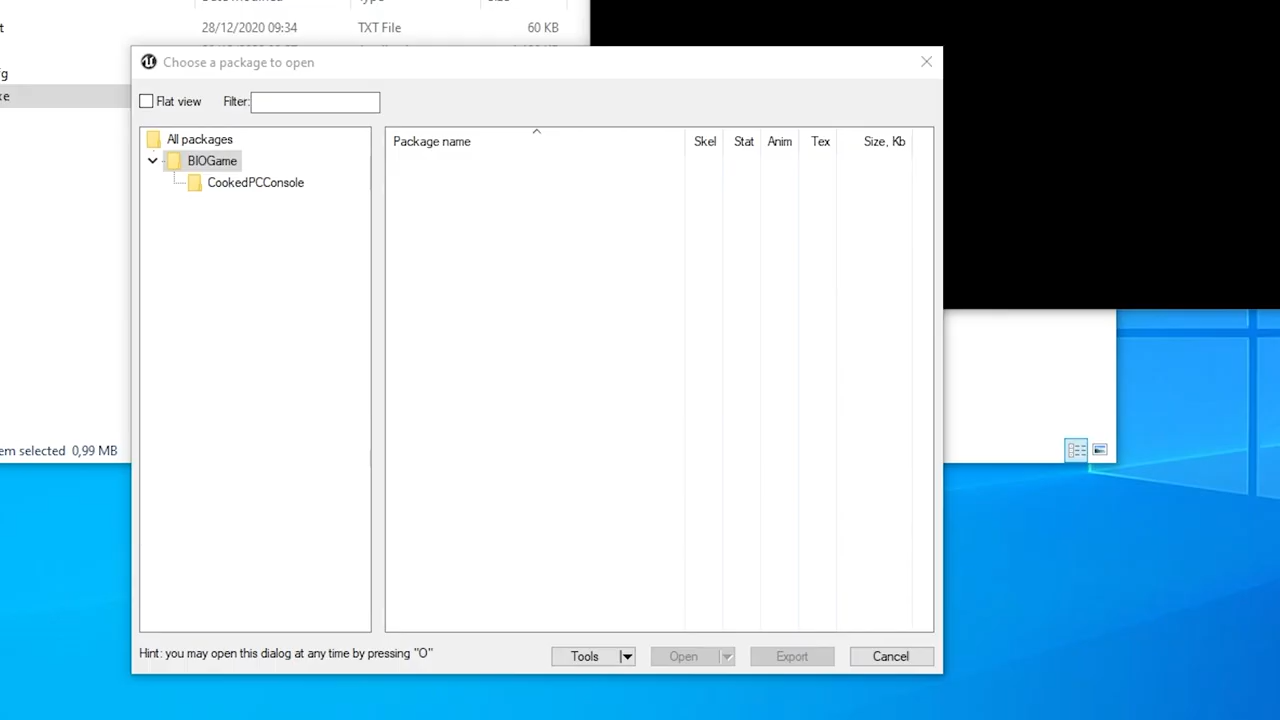 28/12/2020 09:34 TXT File 60 KB
Choose a package to open
Flat view Filter:
All packages
BIOGame
CookedPCConsole
Package name Skel Stat Anim Tex Size, Kb
em selected 0,99 MB
Hint: you may open this dialog at any time by pressing "O"
Tools Open Export Cancel